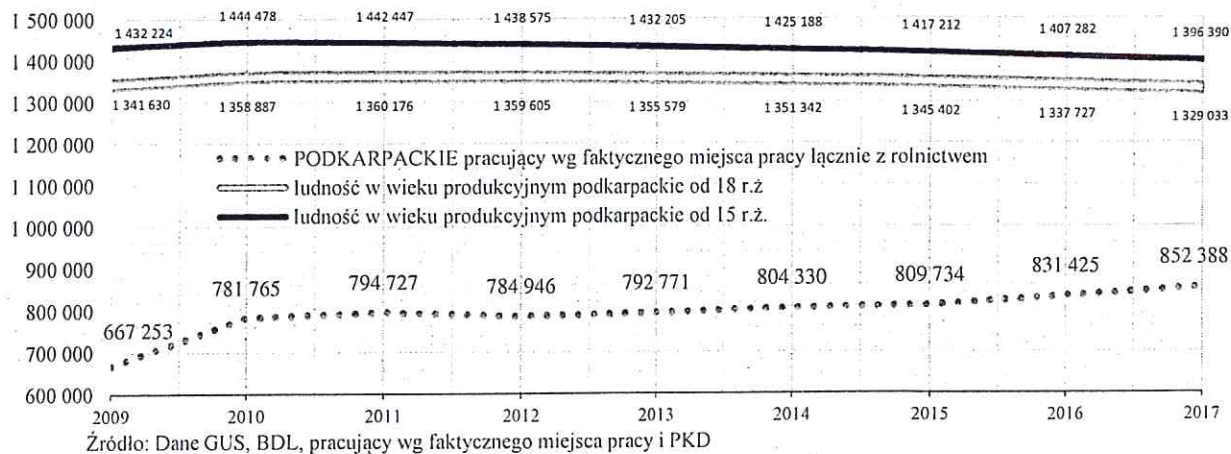 1 500 000
1 400 000
1 300 000
1 200 000
1 100 000
1 000 000
900 000
800 000
700 000
600 000
1 432 224 1 444 478 1 442 447 1 438 575 1 432 205 1 425 188 1 417 212 1 407 282 1 396 390
1 341 630 1 358 887 1 360 176 1 359 605 1 355 579 1 351 342 1 345 402 1 337 727 1 329 033
PODKARPACKIE pracujący wg faktycznego miejsca pracy łącznie z rolnictwem
ludność w wieku produkcyjnym podkarpackie od 18 r.ż
ludność w wieku produkcyjnym podkarpackie od 15 r.ż.
667 253 781 765 794 727 784 946 792 771 804 330 809 734 831 425 852 388
2009 2010 2011 2012 2013 2014 2015 2016 2017
Źródło: Dane GUS, BDL, pracujący wg faktycznego miejsca pracy i PKD